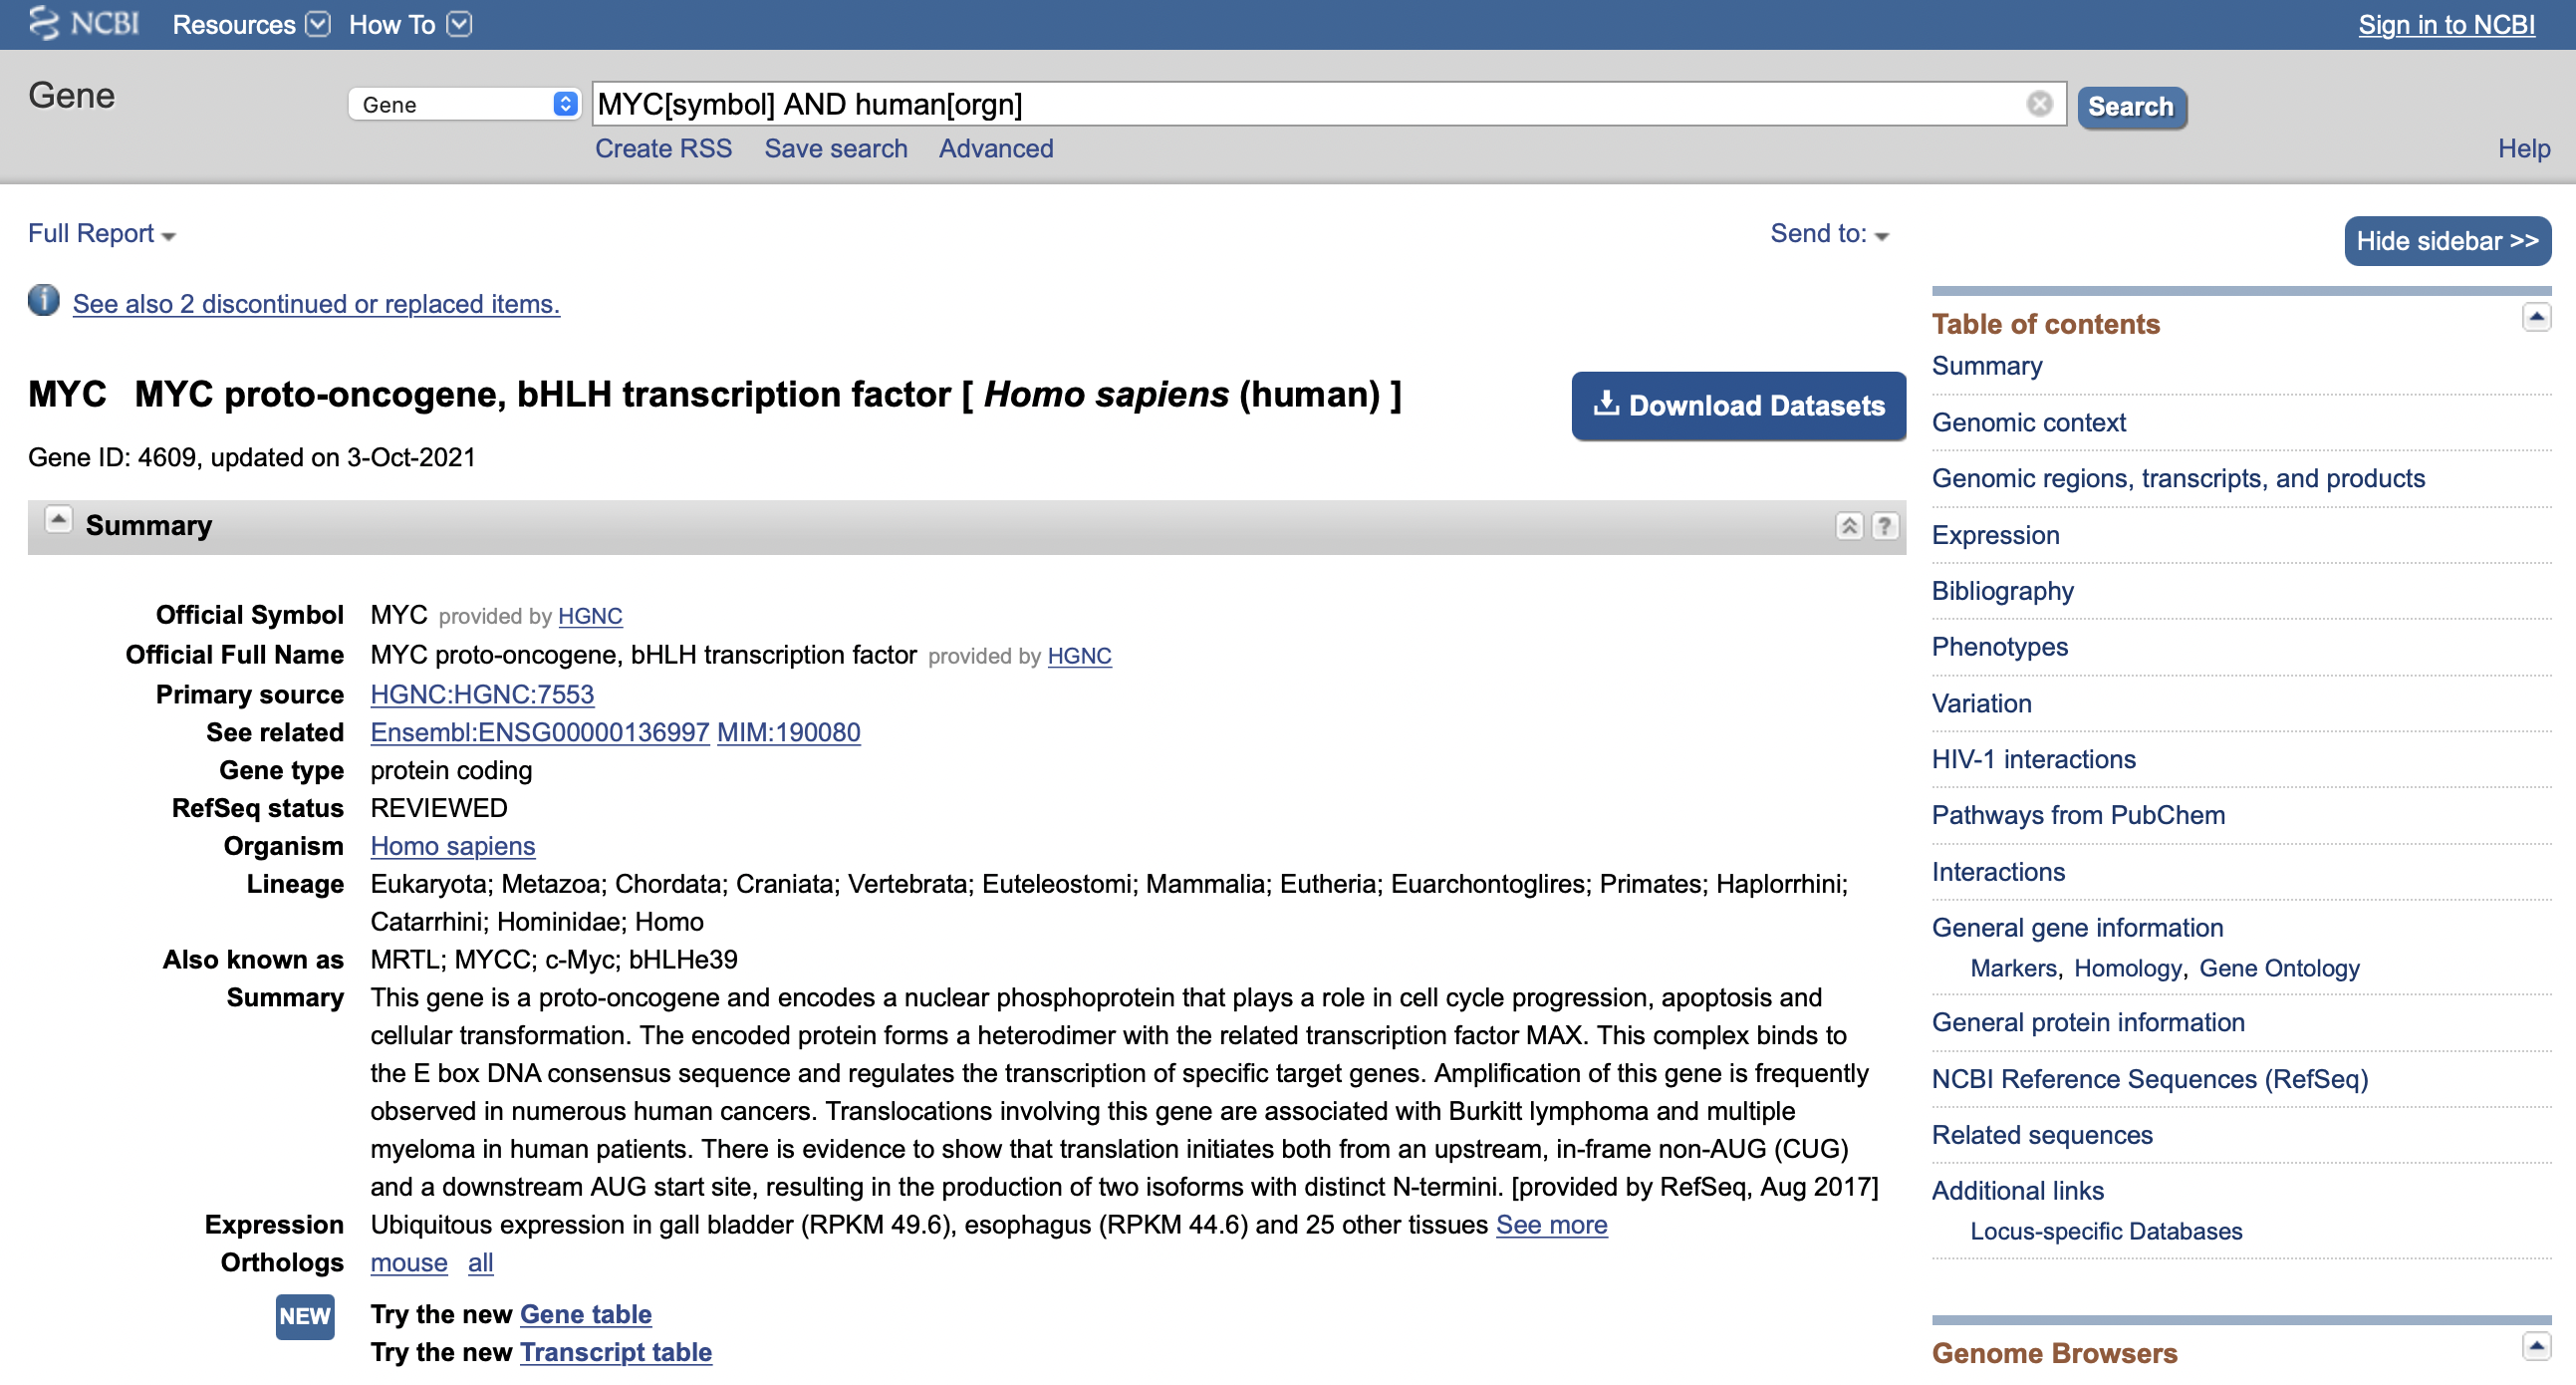 NCBI Resources How To Sign in to NCBI
Gene Gene MYC[symbol] AND human[orgn] Search
Create RSS Save search Advanced Help
Full Report Send to: Hide sidebar >>
See also 2 discontinued or replaced items.
MYC MYC proto-oncogene, bHLH transcription factor [ Homo sapiens (human) ]
Download Datasets
Gene ID: 4609, updated on 3-Oct-2021
Summary ?
Official Symbol MYC provided by HGNC
Official Full Name MYC proto-oncogene, bHLH transcription factor provided by HGNC
Primary source HGNC:HGNC:7553
See related Ensembl:ENSG00000136997 MIM:190080
Gene type protein coding
RefSeq status REVIEWED
Organism Homo sapiens
Lineage Eukaryota; Metazoa; Chordata; Craniata; Vertebrata; Euteleostomi; Mammalia; Eutheria; Euarchontoglires; Primates; Haplorrhini;
Catarrhini; Hominidae; Homo
Also known as MRTL; MYCC; c-Myc; bHLHe39
Summary This gene is a proto-oncogene and encodes a nuclear phosphoprotein that plays a role in cell cycle progression, apoptosis and
cellular transformation. The encoded protein forms a heterodimer with the related transcription factor MAX. This complex binds to
the E box DNA consensus sequence and regulates the transcription of specific target genes. Amplification of this gene is frequently
observed in numerous human cancers. Translocations involving this gene are associated with Burkitt lymphoma and multiple
myeloma in human patients. There is evidence to show that translation initiates both from an upstream, in-frame non-AUG (CUG)
and a downstream AUG start site, resulting in the production of two isoforms with distinct N-termini. [provided by RefSeq, Aug 2017]
Expression Ubiquitous expression in gall bladder (RPKM 49.6), esophagus (RPKM 44.6) and 25 other tissues See more
Orthologs mouse all
NEW Try the new Gene table
Try the new Transcript table
Table of contents
Summary
Genomic context
Genomic regions, transcripts, and products
Expression
Bibliography
Phenotypes
Variation
HIV-1 interactions
Pathways from PubChem
Interactions
General gene information
Markers, Homology, Gene Ontology
General protein information
NCBI Reference Sequences (RefSeq)
Related sequences
Additional links
Locus-specific Databases
Genome Browsers